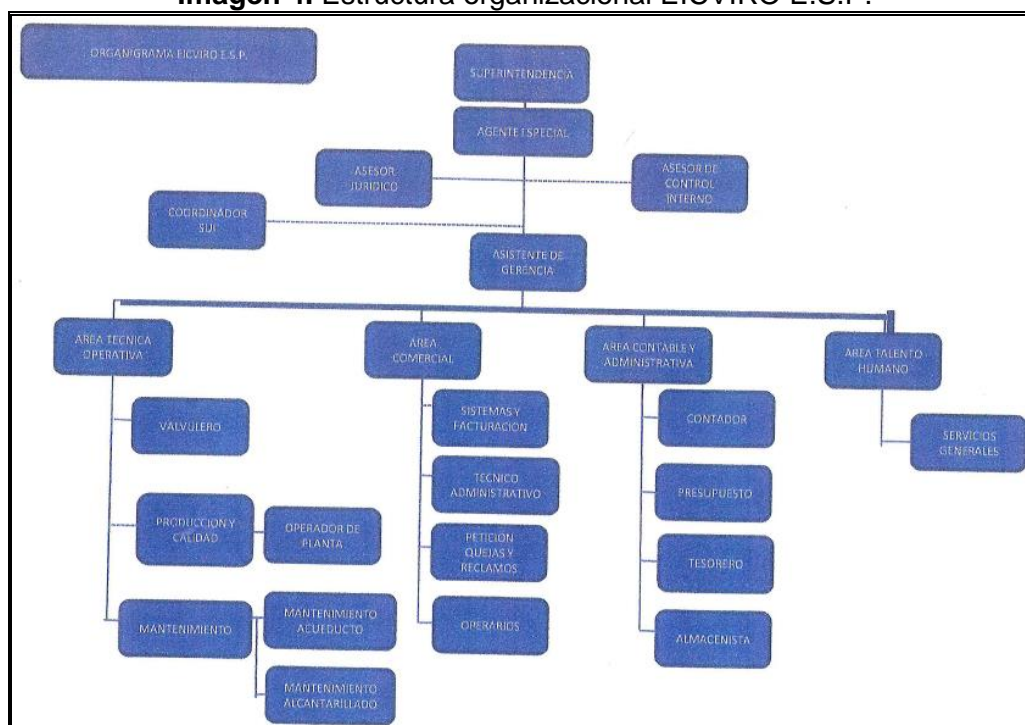 Imagen 4. Estructura organizacional EICVIRO E.S.P.
ORGANIGRAMA EICVIRO E.S.P.
SUPERINTENDENCIA
AGENTE ESPECIAL
ASESOR
JURIDICO
ASESOR DE
CONTROL
INTERNO
COORDINADOR
SUI
ASISTENTE DE
GERENCIA
AREA TECNICA
OPERATIVA
AREA
COMERCIAL
AREA CONTABLE Y
ADMINISTRATIVA
AREA TALENTO
HUMANO
VALVULERO
SISTEMAS Y
FACTURACION
CONTADOR
SERVICIOS
GENERALES
PRODUCCION Y
CALIDAD
OPERADOR DE
PLANTA
TECNICO
ADMINISTRATIVO
PRESUPUESTO
PETICION
QUEJAS Y
RECLAMOS
TESORERO
MANTENIMIENTO
MANTENIMIENTO
ACUEDUCTO
OPERARIOS
ALMACENISTA
MANTENIMIENTO
ALCANTARILLADO